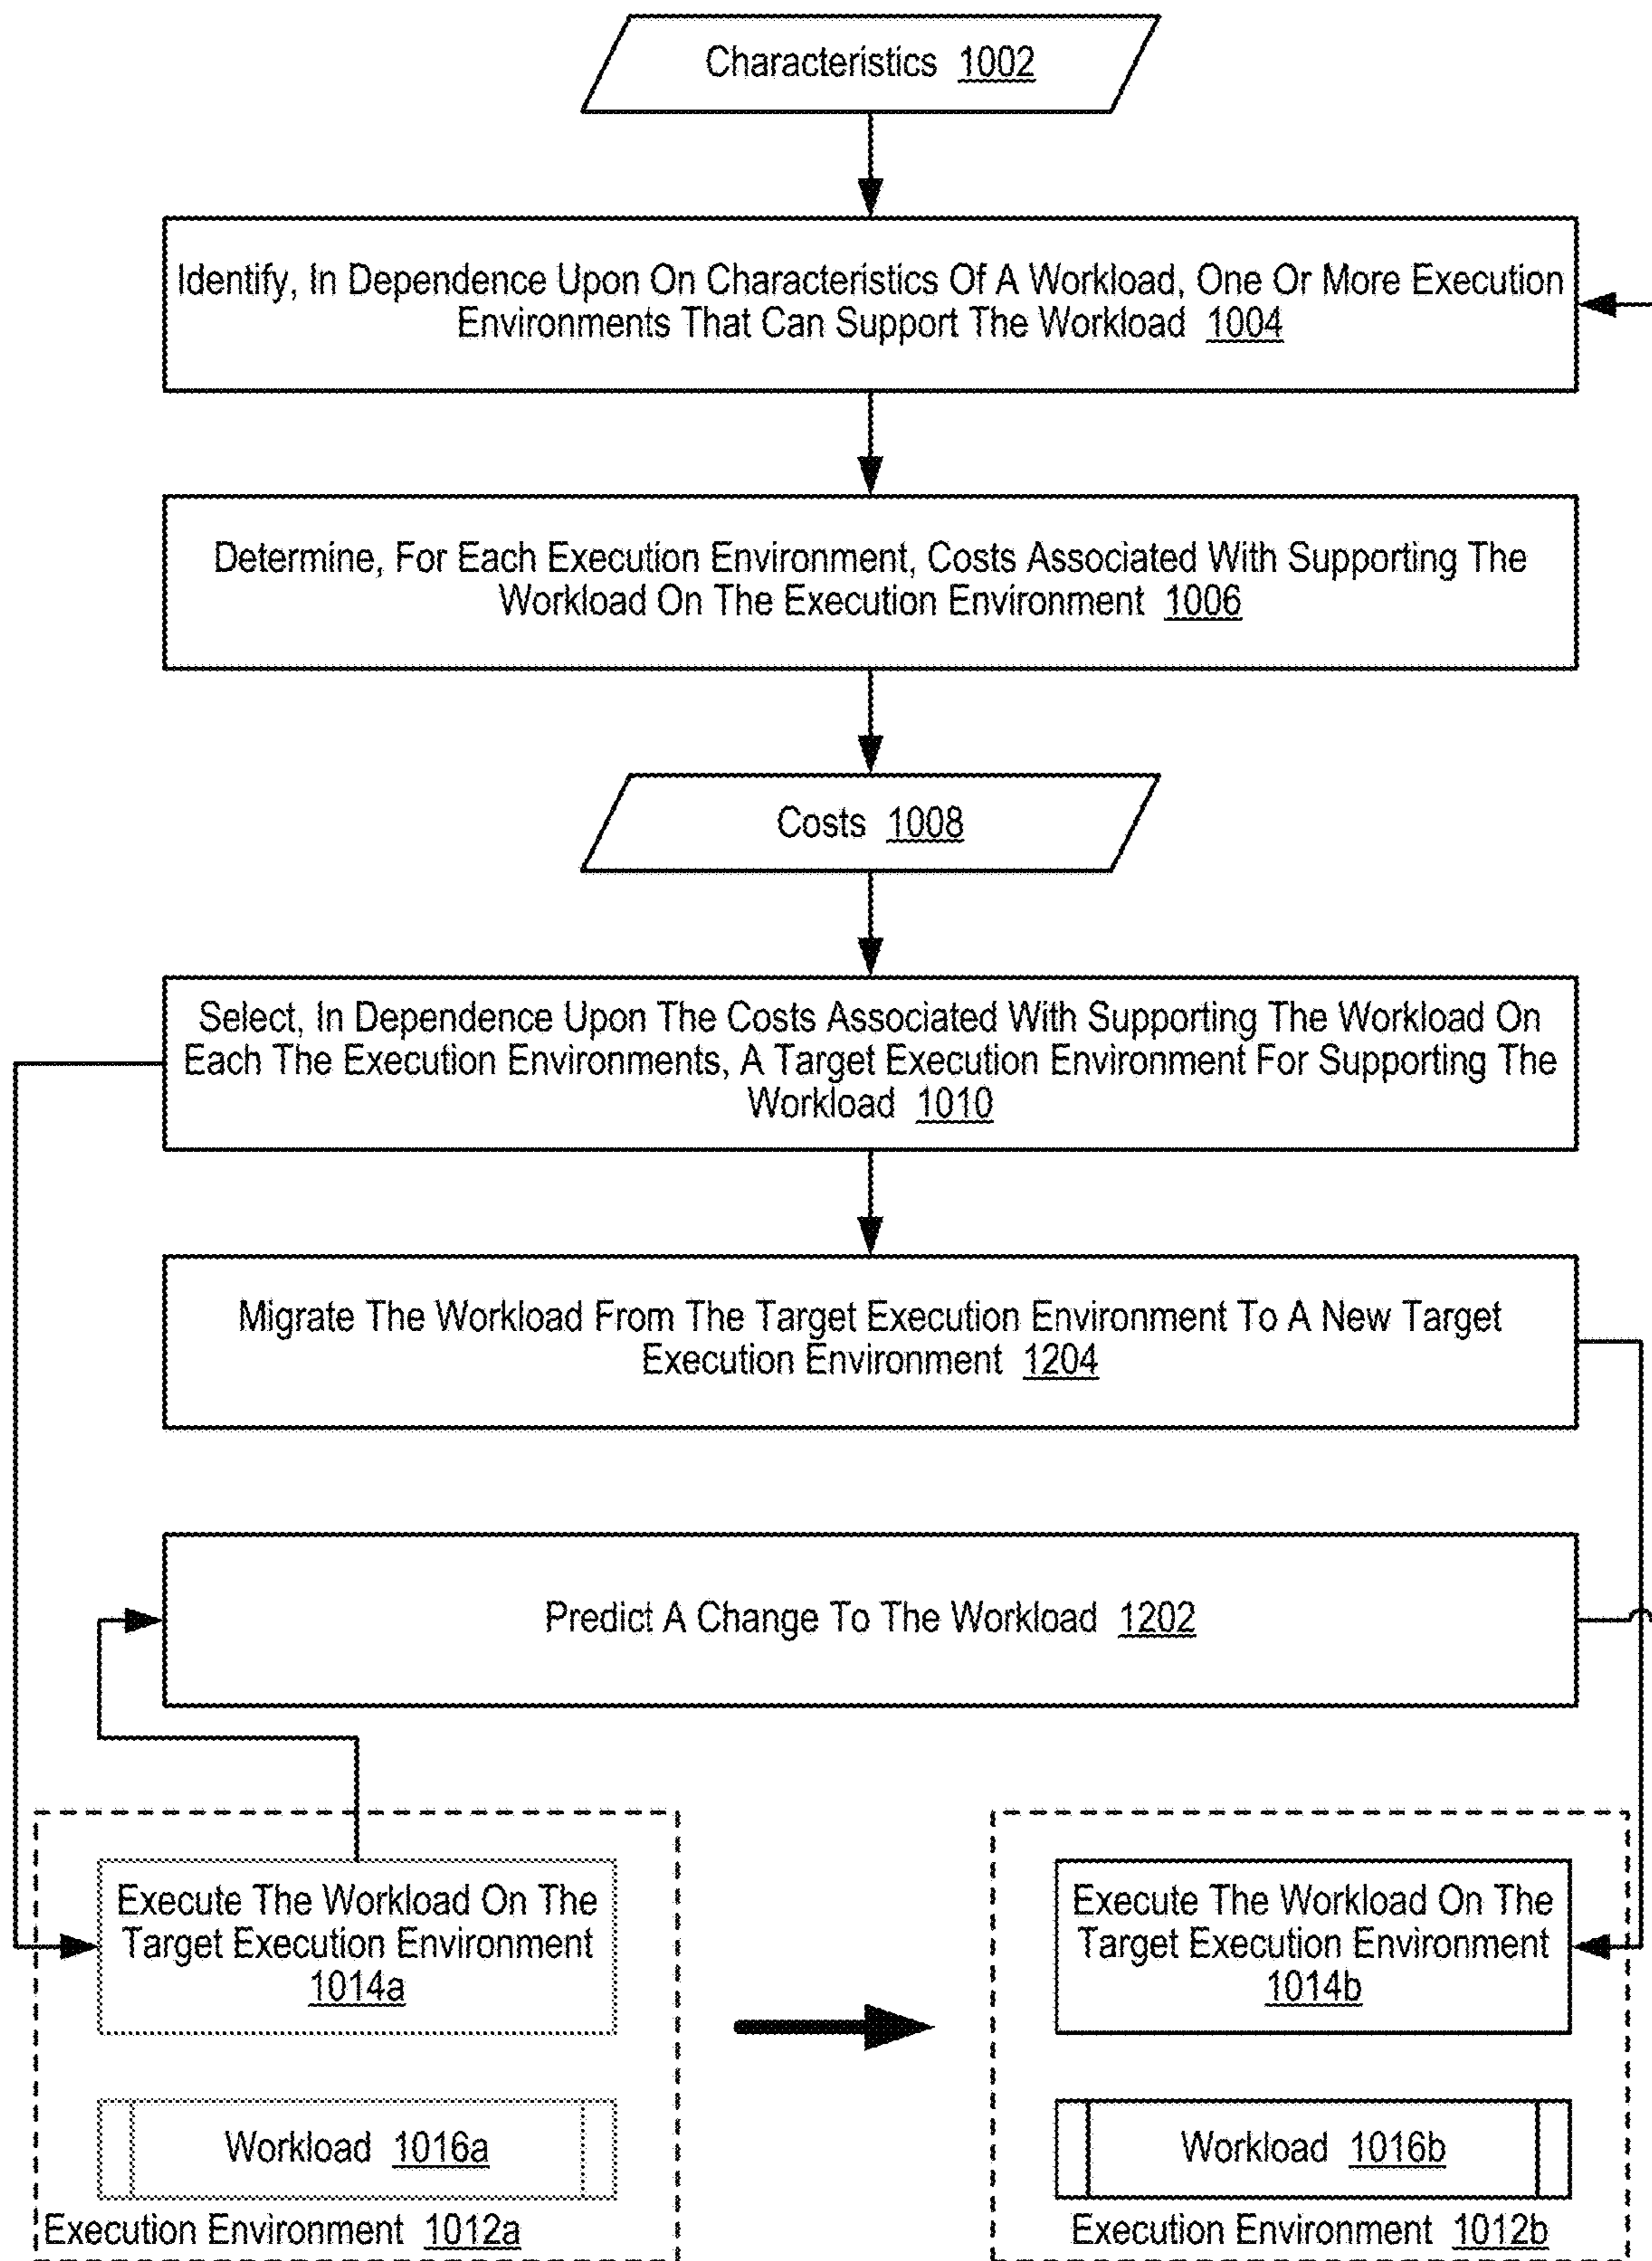 Characteristics 1002
Identify, In Dependence Upon On Characteristics Of A Workload, One Or More Execution
Environments That Can Support The Workload 1004
Determine, For Each Execution Environment, Costs Associated With Supporting The
Workload On The Execution Environment 1006
Costs 1008
Select, In Dependence Upon The Costs Associated With Supporting The Workload On
Each The Execution Environments, A Target Execution Environment For Supporting The
Workload 1010
Migrate The Workload From The Target Execution Environment To A New Target
Execution Environment 1204
Predict A Change To The Workload 1202
Execute The Workload On The
Target Execution Environment
1014a
Workload 1016a
Execution Environment 1012a
Execute The Workload On The
Target Execution Environment
1014b
Workload 1016b
Execution Environment 1012b